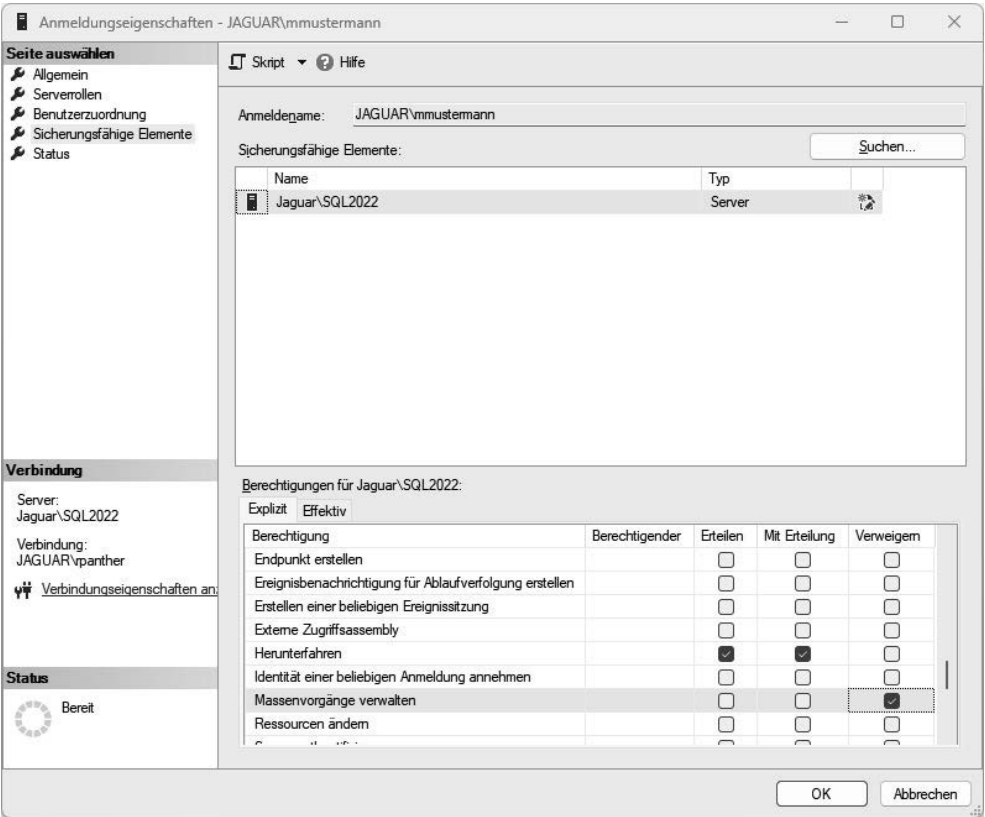 Anmeldungseigenschaften - JAGUAR\mmustermann
Seite auswählen
Allgemein
Serverrollen
Benutzerzuordnung
Sicherungsfähige Elemente
Status
Skript
Hilfe
Anmeldename: JAGUAR\mmustermann
Sicherungsfähige Elemente:
Suchen...
Name Typ
Jaguar\SQL2022 Server
Verbindung
Server:
Jaguar\SQL2022
Verbindung:
JAGUAR\rpanther
Verbindungseigenschaften an
Status
Bereit
Berechtigungen für Jaguar\SQL2022:
Explizit Effektiv
Berechtigung Berechtigender Erteilen Mit Erteilung Verweigern
Endpunkt erstellen
Ereignisbenachrichtigung für Ablaufverfolgung erstellen
Erstellen einer beliebigen Ereignissitzung
Externe Zugriffsassembly
Herunterfahren
Identität einer beliebigen Anmeldung annehmen
Massenvorgänge verwalten
Ressourcen ändern
OK Abbrechen